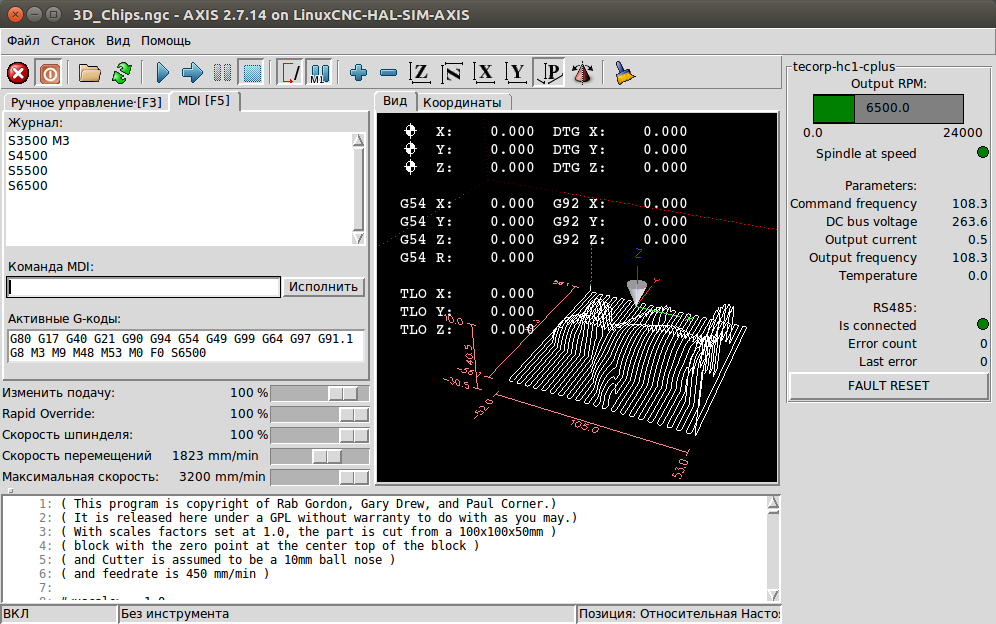 3D_Chips.ngc - AXIS 2.7.14 on LinuxCNC-HAL-SIM-AXIS
Файл Станок Вид Помощь
M1 Z N X Y P
Ручное управление [F3] MDI [F5]
Журнал:
S3500 M3
S4500
S5500
S6500
Команда MDI:
Исполнить
Активные G-коды:
G80 G17 G40 G21 G90 G94 G54 G49 G99 G64 G97 G91.1
G8 M3 M9 M48 M53 M0 F0 S6500
Изменить подачу: 100 %
Rapid Override: 100 %
Скорость шпинделя: 100 %
Скорость перемещений 1823 mm/min
Максимальная скорость: 3200 mm/min
Вид Координаты
X: 0.000 DTG X: 0.000
Y: 0.000 DTG Y: 0.000
Z: 0.000 DTG Z: 0.000
G54 X: 0.000 G92 X: 0.000
G54 Y: 0.000 G92 Y: 0.000
G54 Z: 0.000 G92 Z: 0.000
G54 R: 0.000
TLO X: 0.000
TLO Y: 0.000
TLO Z: 0.000
Z
Y
10.0
40.5
-30.5
-52.0
105.0
53.0
tecorp-hc1-cplus
Output RPM:
6500.0
0.0 24000
Spindle at speed
Parameters:
Command frequency 108.3
DC bus voltage 263.6
Output current 0.5
Output frequency 108.3
Temperature 0.0
RS485:
Is connected
Error count 0
Last error 0
FAULT RESET
1: ( This program is copyright of Rab Gordon, Gary Drew, and Paul Corner.)
2: ( It is released here under a GPL without warranty to do with as you may.)
3: ( With scales factors set at 1.0, the part is cut from a 100x100x50mm )
4: ( block with the zero point at the center top of the block )
5: ( and Cutter is assumed to be a 10mm ball nose )
6: ( and feedrate is 450 mm/min )
7:
ВКЛ Без инструмента Позиция: Относительная Насто